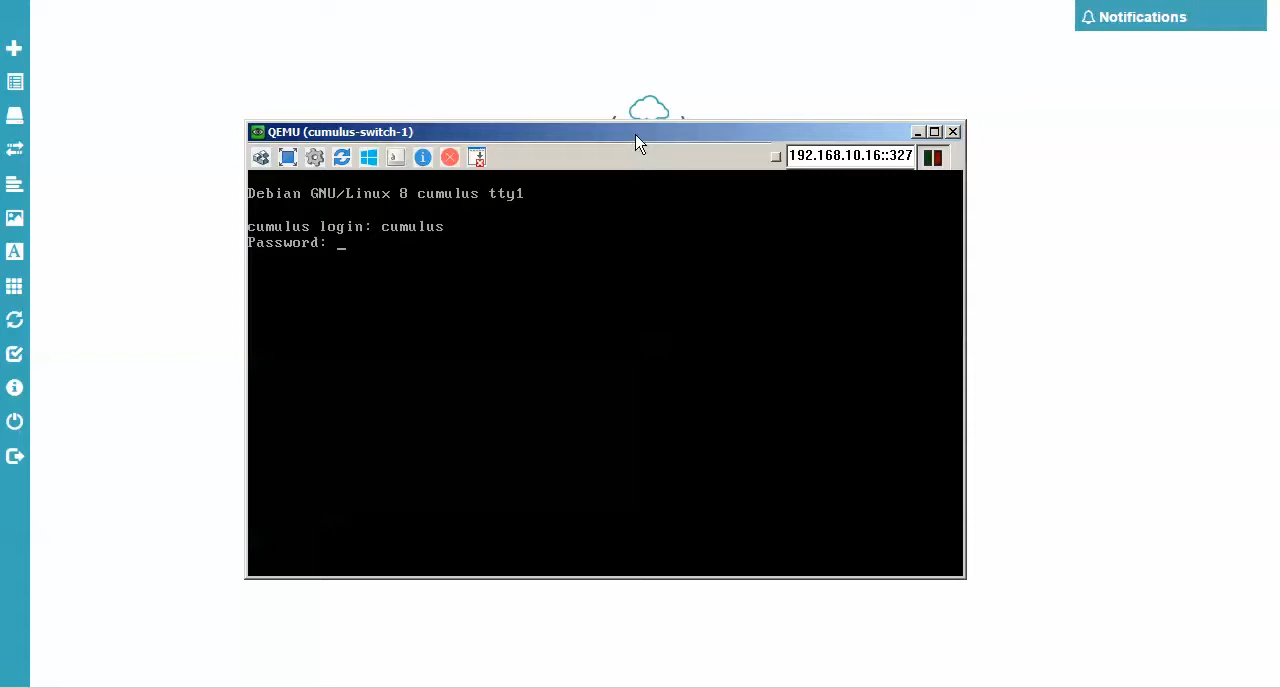 Notifications
QEMU (cumulus-switch-1)
192.168.10.16::327
Debian GNU/Linux 8 cumulus tty1
cumulus login: cumulus
Password: _